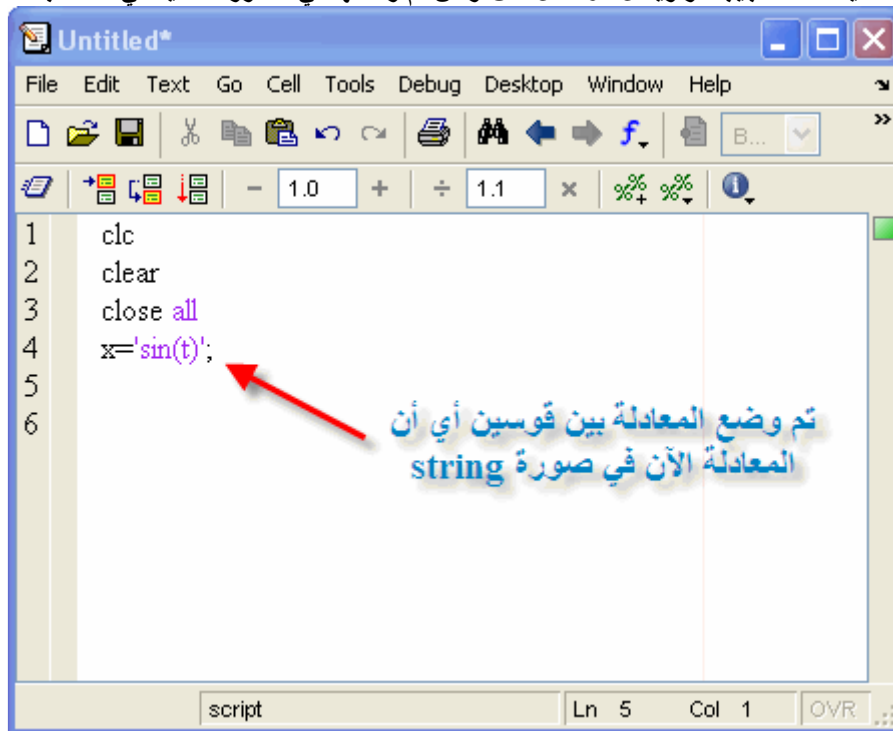 Untitled*
File Edit Text Go Cell Tools Debug Desktop Window Help
B...
1.0 1.1
1 clc
2 clear
3 close all
4 x='sin(t)';
5
6
تم وضع المعادلة بين قوسين أي أن
المعادلة الآن في صورة string
script Ln 5 Col 1 OVR